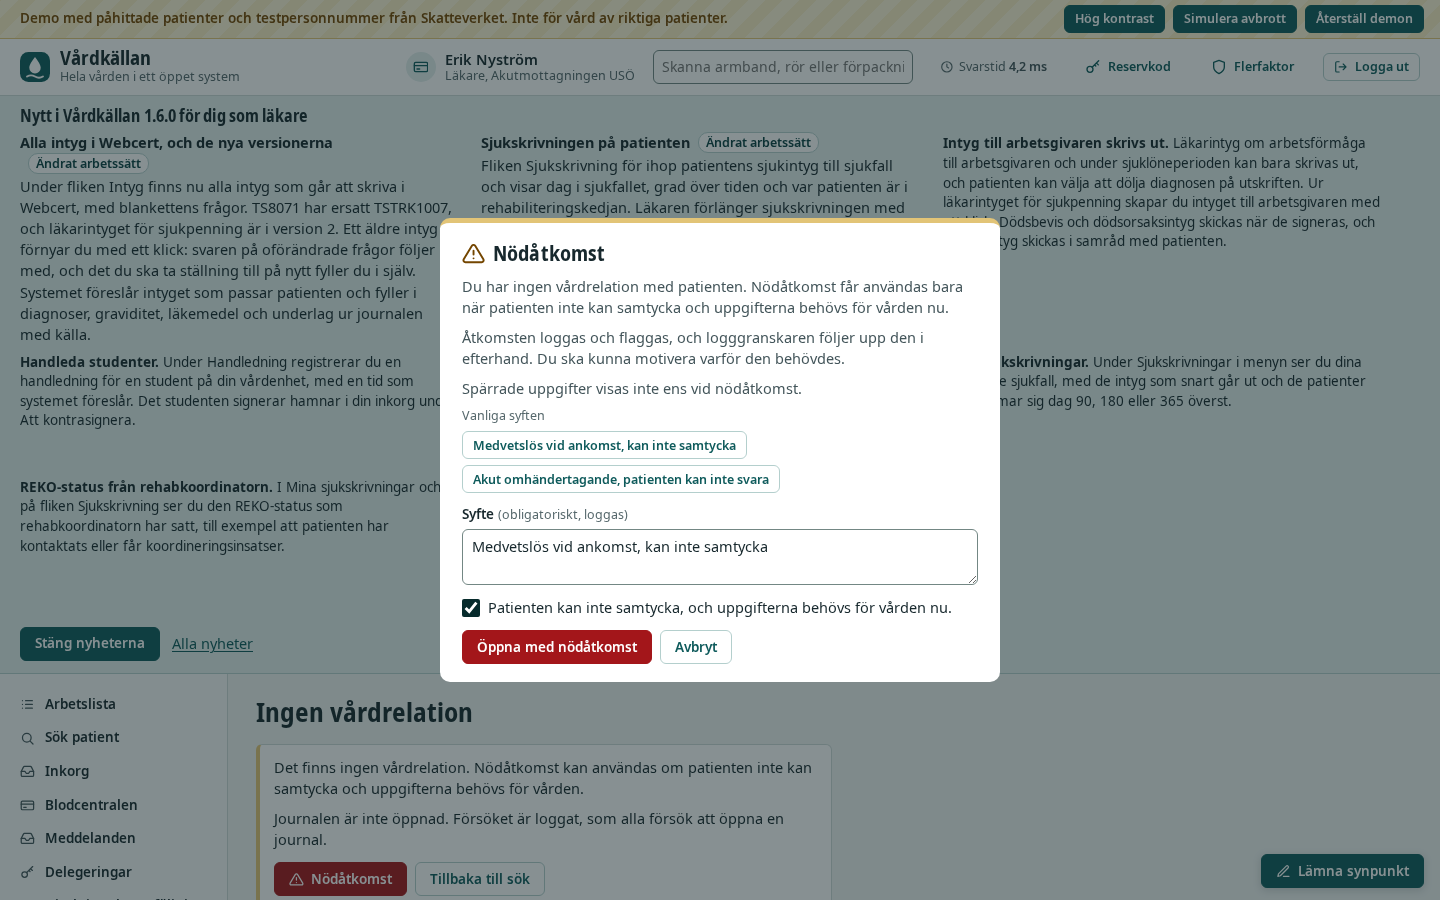 Demo med påhittade patienter och testpersonnummer från Skatteverket. Inte för vård av riktiga patienter.
Hög kontrast
Simulera avbrott
Återställ demon
Vårdkällan
Hela vården i ett öppet system
Erik Nyström
Läkare, Akutmottagningen USÖ
Skanna armband, rör eller förpackni
Svarstid 4,2 ms
Reservkod
Flerfaktor
Logga ut
Nytt i Vårdkällan 1.6.0 för dig som läkare
Alla intyg i Webcert, och de nya versionerna
Ändrat arbetssätt
Under fliken Intyg finns nu alla intyg som går att skriva i
Webcert, med blankettens frågor. TS8071 har ersatt TSTRK1007,
och läkarintyget för sjukpenning är i version 2. Ett äldre intyg
förnyar du med ett klick: svaren på oförändrade frågor följer
med, och det du ska ta ställning till på nytt fyller du i själv.
Systemet föreslår intyget som passar patienten och fyller i
diagnoser, graviditet, läkemedel och underlag ur journalen
med källa.
Sjukskrivningen på patienten
Ändrat arbetssätt
Fliken Sjukskrivning för ihop patientens sjukintyg till sjukfall
och visar dag i sjukfallet, grad över tiden och var patienten är i
rehabiliteringskedjan. Läkaren förlänger sjukskrivningen med
Intyg till arbetsgivaren skrivs ut. Läkarintyg om arbetsförmåga
till arbetsgivaren och under sjuklöneperioden kan bara skrivas ut,
och patienten kan välja att dölja diagnosen på utskriften. Ur
läkarintyget för sjukpenning skapar du intyget till arbetsgivaren med
Dödsbevis och dödsorsaksintyg skickas när de signeras, och
tyg skickas i samråd med patienten.
Handleda studenter. Under Handledning registrerar du en
handledning för en student på din vårdenhet, med en tid som
systemet föreslår. Det studenten signerar hamnar i din inkorg und
Att kontrasignera.
kskrivningar. Under Sjukskrivningar i menyn ser du dina
sjukfall, med de intyg som snart går ut och de patienter
mar sig dag 90, 180 eller 365 överst.
REKO-status från rehabkoordinatorn. I Mina sjukskrivningar och
på fliken Sjukskrivning ser du den REKO-status som
rehabkoordinatorn har satt, till exempel att patienten har
kontaktats eller får koordineringsinsatser.
Stäng nyheterna
Alla nyheter
Nödåtkomst
Du har ingen vårdrelation med patienten. Nödåtkomst får användas bara
när patienten inte kan samtycka och uppgifterna behövs för vården nu.
Åtkomsten loggas och flaggas, och logggranskaren följer upp den i
efterhand. Du ska kunna motivera varför den behövdes.
Spärrade uppgifter visas inte ens vid nödåtkomst.
Vanliga syften
Medvetslös vid ankomst, kan inte samtycka
Akut omhändertagande, patienten kan inte svara
Syfte (obligatoriskt, loggas)
Medvetslös vid ankomst, kan inte samtycka
Patienten kan inte samtycka, och uppgifterna behövs för vården nu.
Öppna med nödåtkomst
Avbryt
Arbetslista
Sök patient
Inkorg
Blodcentralen
Meddelanden
Delegeringar
Ingen vårdrelation
Det finns ingen vårdrelation. Nödåtkomst kan användas om patienten inte kan
samtycka och uppgifterna behövs för vården.
Journalen är inte öppnad. Försöket är loggat, som alla försök att öppna en
journal.
Nödåtkomst
Tillbaka till sök
Lämna synpunkt